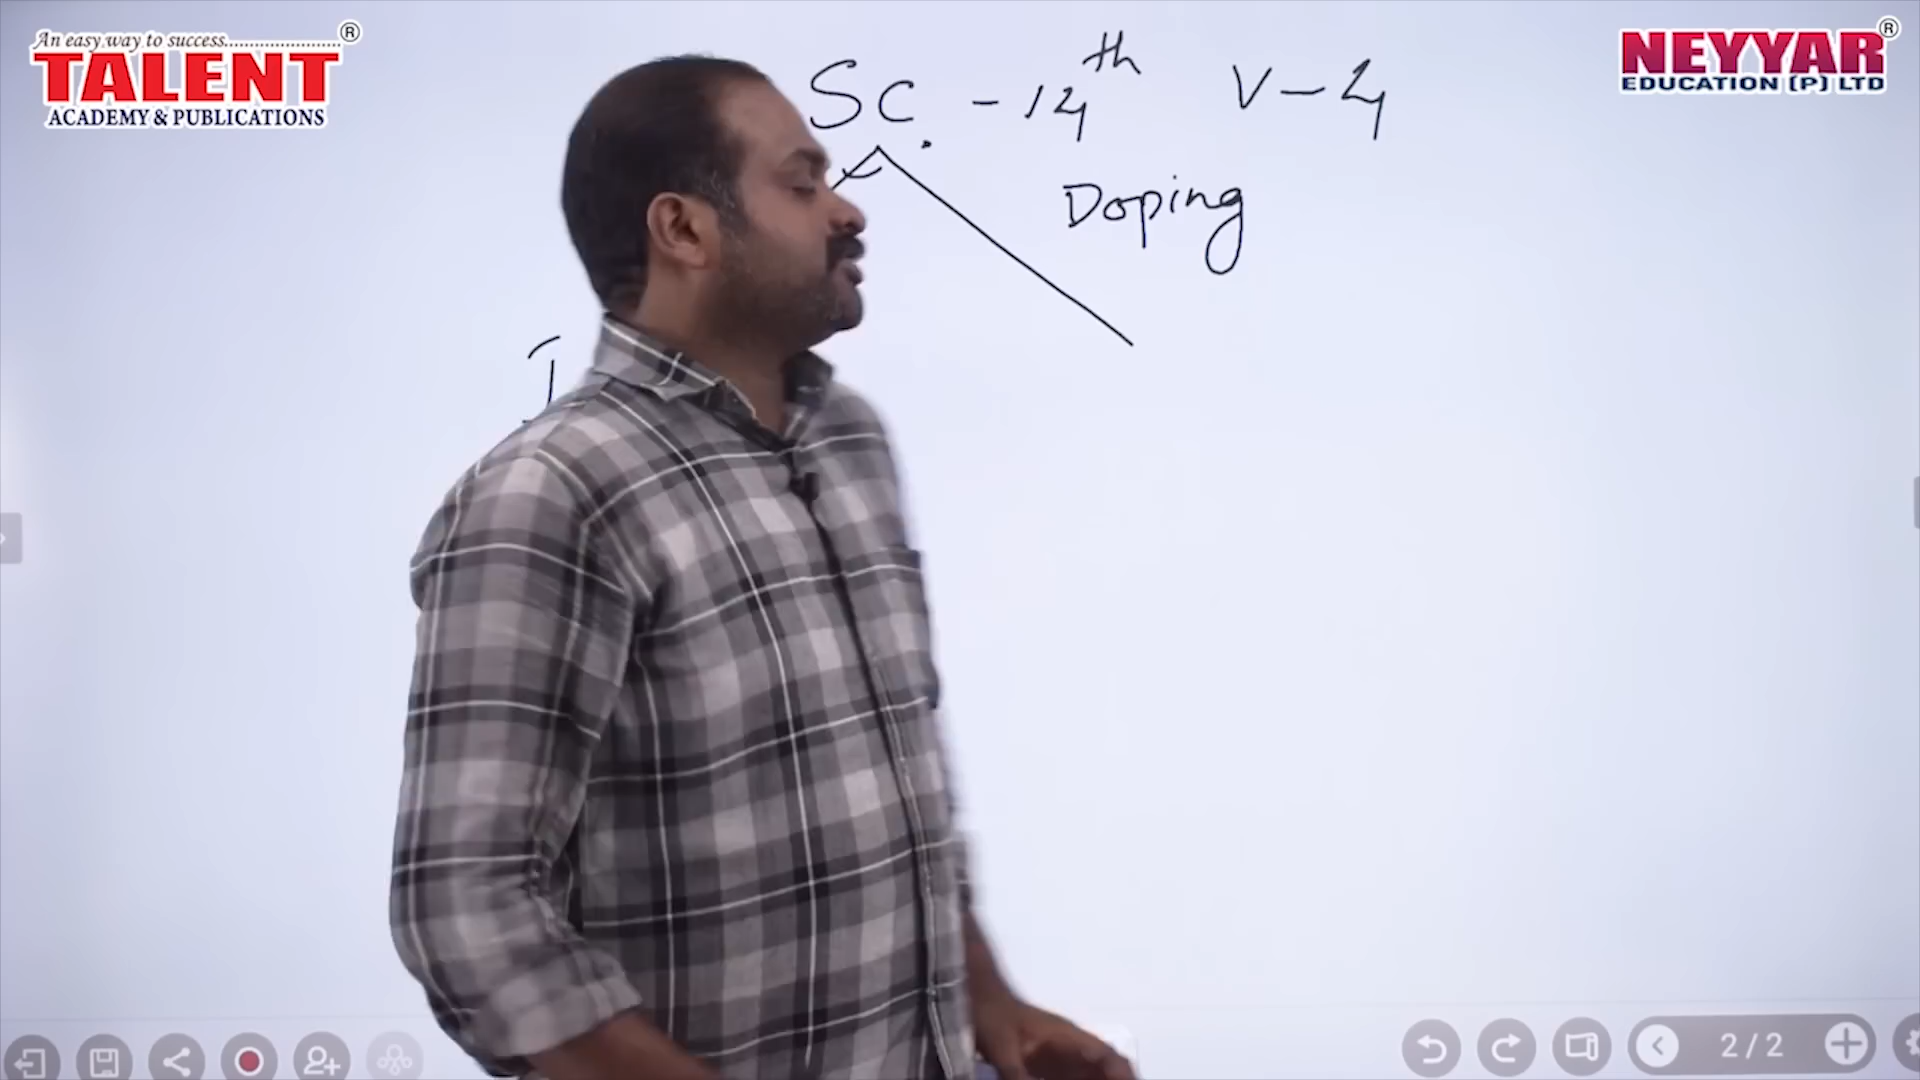 An easy way to success........................®
TALENT
ACADEMY & PUBLICATIONS
NEYYAR®
EDUCATION [P] LTD
SC. - 14th V - 4
Doping
I
2/2